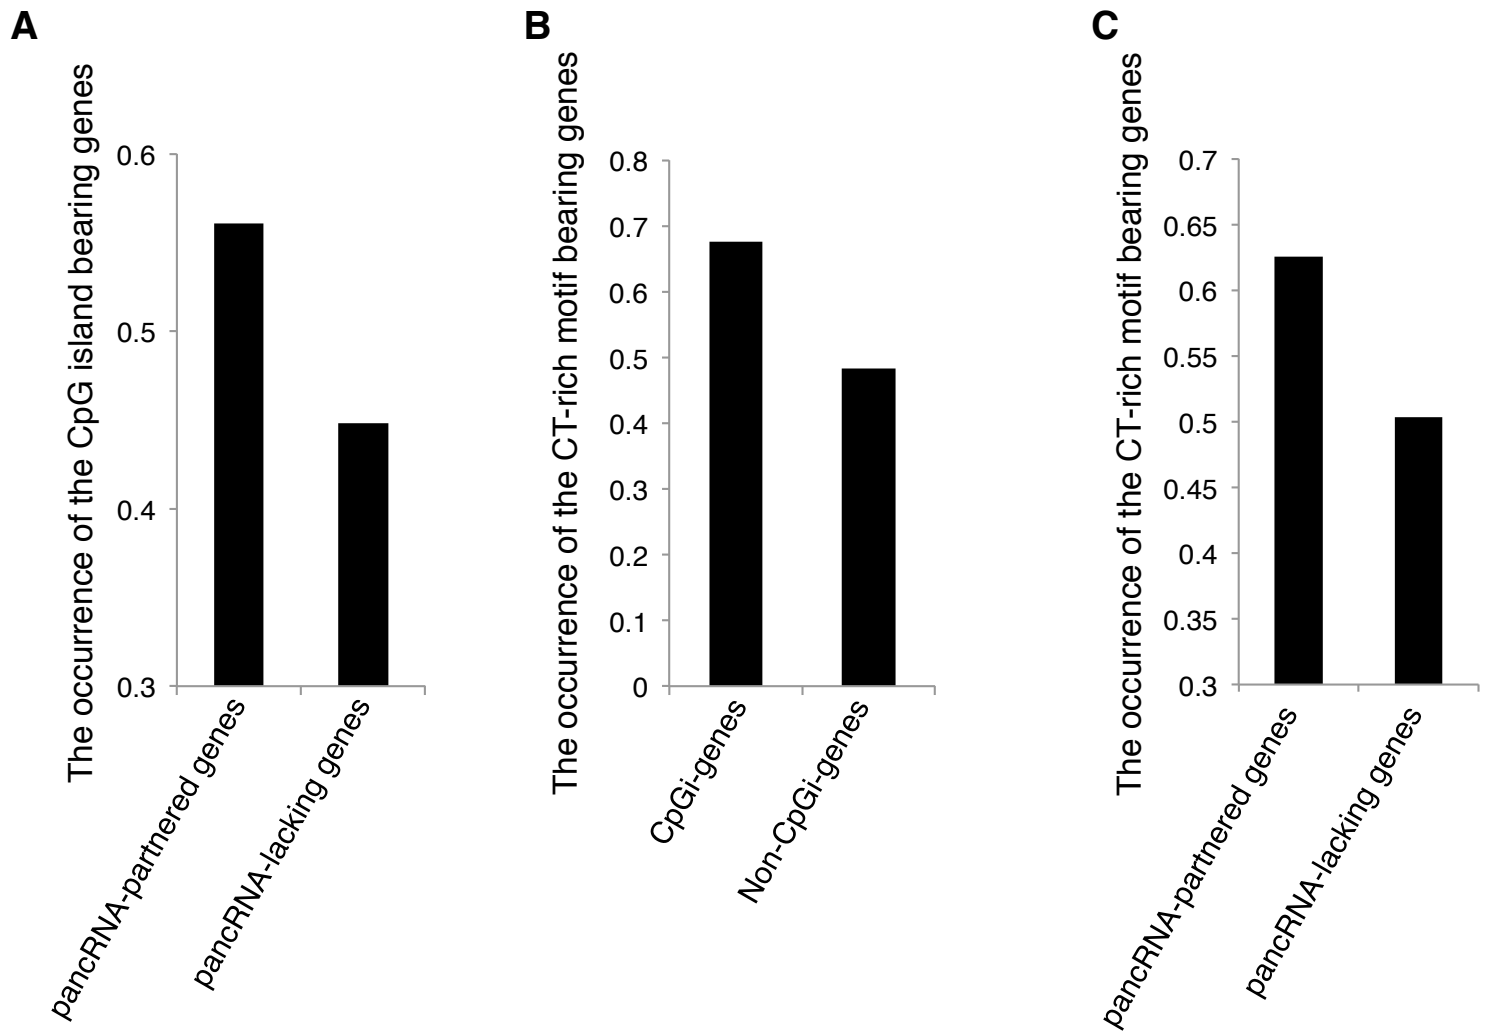 A
The occurrence of the CpG island bearing genes
0.6
0.5
0.4
0.3
pancRNA-partnered genes
pancRNA-lacking genes
B
The occurrence of the CT-rich motif bearing genes
0.8
0.7
0.6
0.5
0.4
0.3
0.2
0.1
0
CpGi-genes
Non-CpGi-genes
C
The occurrence of the CT-rich motif bearing genes
0.7
0.65
0.6
0.55
0.5
0.45
0.4
0.35
0.3
pancRNA-partnered genes
pancRNA-lacking genes